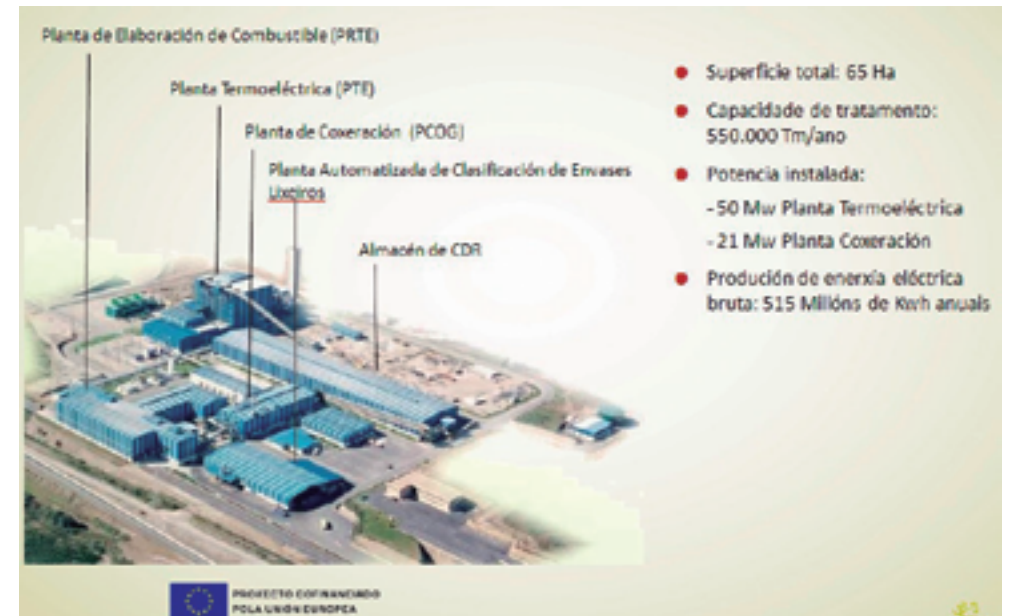 Planta de Elaboración de Combustible (PRTE)
Planta Termoeléctrica (PTE)
Planta de Coxeración (PCOG)
Planta Automatizada de Clasificación de Envases
Lixeiros
Almacén de CDR
Superficie total: 65 Ha
Capacidade de tratamento:
550.000 Tm/ano
Potencia instalada:
- 50 Mw Planta Termoeléctrica
- 21 Mw Planta Coxeración
Produción de enerxía eléctrica
bruta: 515 Millóns de Kwh anuais
PROXECTO COFINANCIADO
POLA UNIÓN EUROPEA